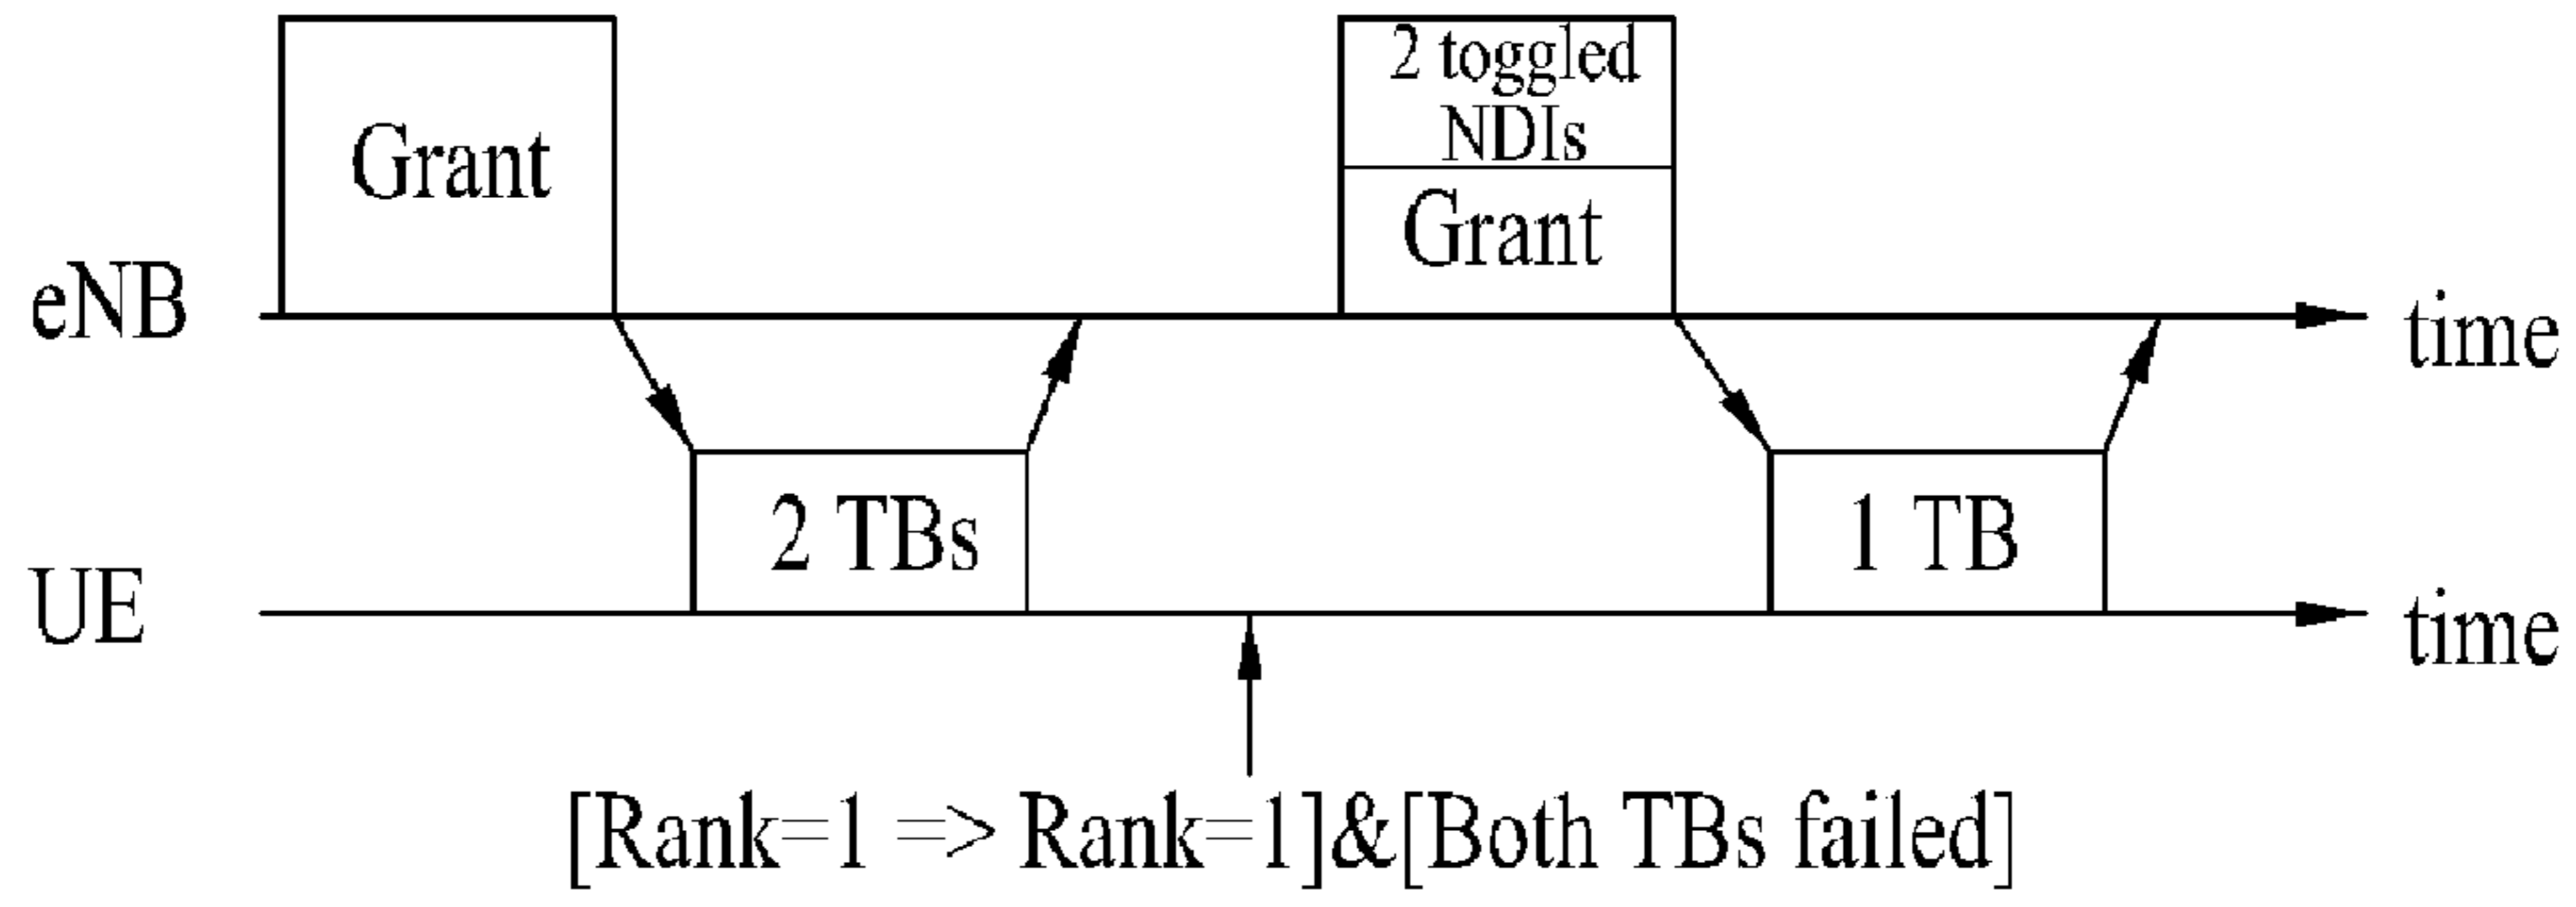 Grant
2 toggled
NDIs
Grant
eNB
time
2 TBs
1 TB
UE
time
[Rank=1 => Rank=1]&[Both TBs failed]